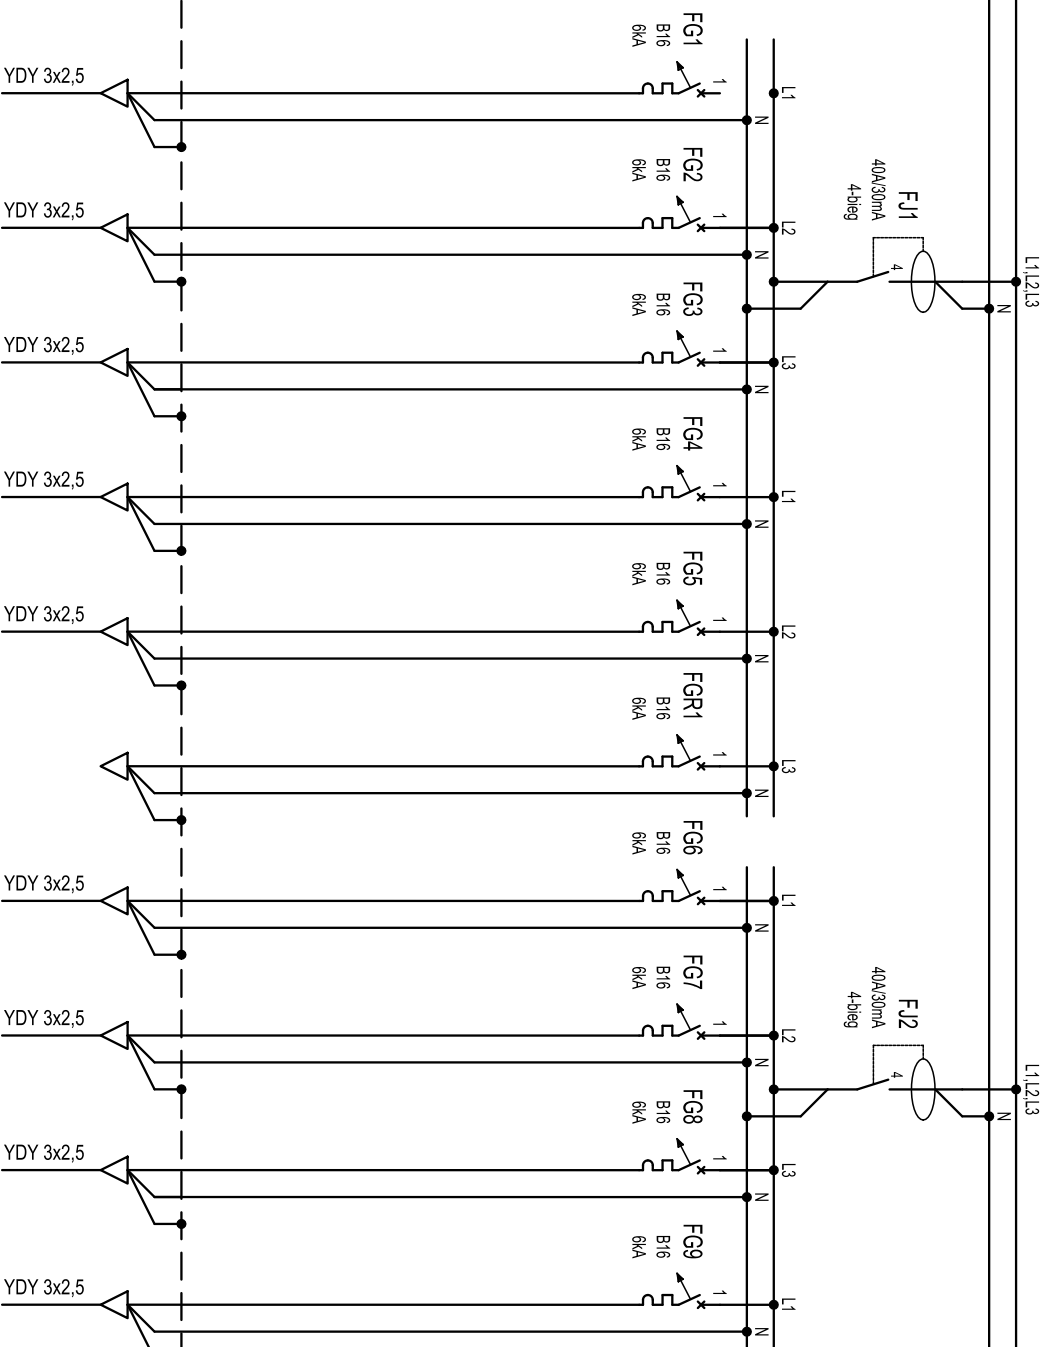 L1,L2,L3
N
FJ1
40A/30mA
4-bieg
4
L1,L2,L3
N
FJ2
40A/30mA
4-bieg
4
FG1
B16
6kA
1
L1
N
YDY 3x2,5
FG2
B16
6kA
1
L2
N
YDY 3x2,5
FG3
B16
6kA
1
L3
N
YDY 3x2,5
FG4
B16
6kA
1
L1
N
YDY 3x2,5
FG5
B16
6kA
1
L2
N
YDY 3x2,5
FGR1
B16
6kA
1
L3
N
FG6
B16
6kA
1
L1
N
YDY 3x2,5
FG7
B16
6kA
1
L2
N
YDY 3x2,5
FG8
B16
6kA
1
L3
N
YDY 3x2,5
FG9
B16
6kA
1
L1
N
YDY 3x2,5